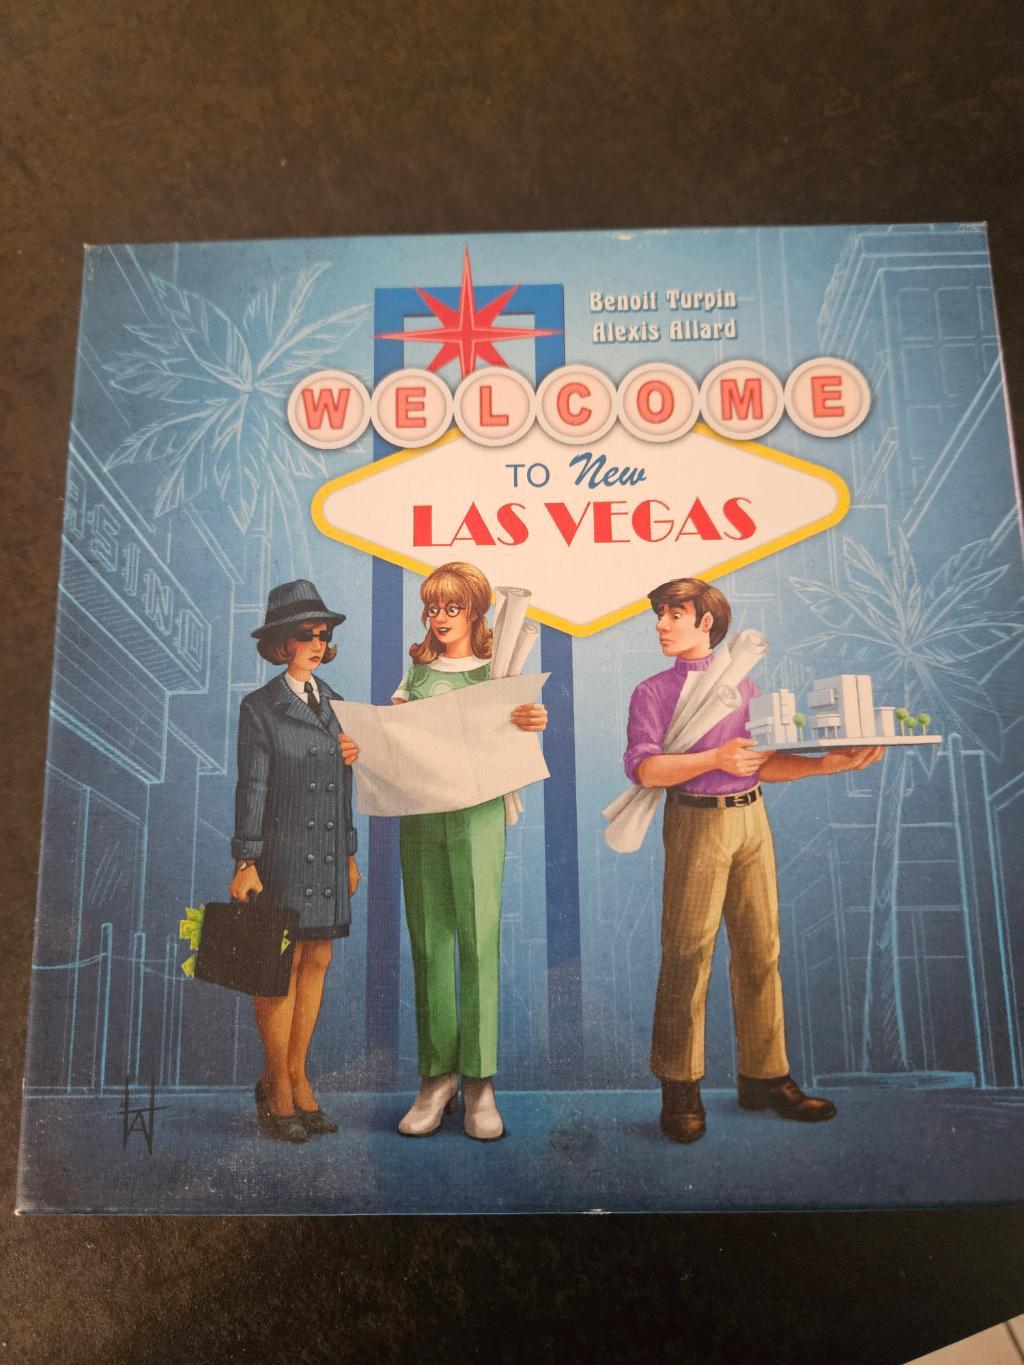 Benoit Turpin
Alexis Allard
WELCOME
TO New
LAS VEGAS